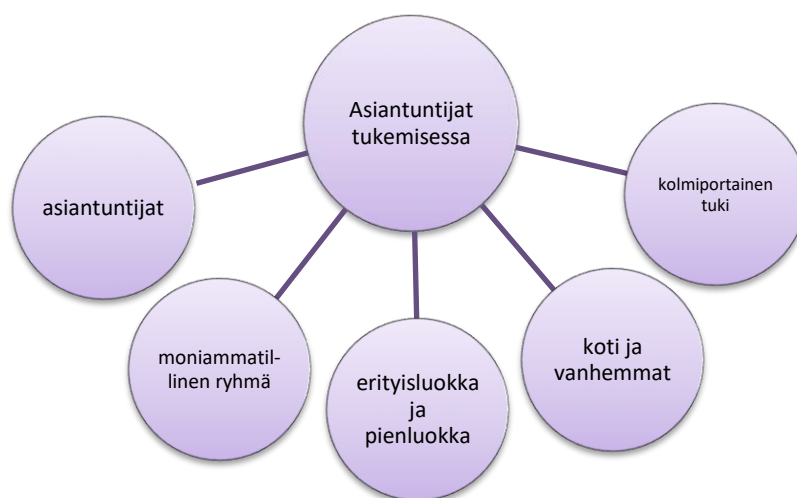 Asiantuntijat
tukemisessa
asiantuntijat
moniammatil-
linen ryhmä
erityisluokka
ja
pienluokka
koti ja
vanhemmat
kolmiportainen
tuki